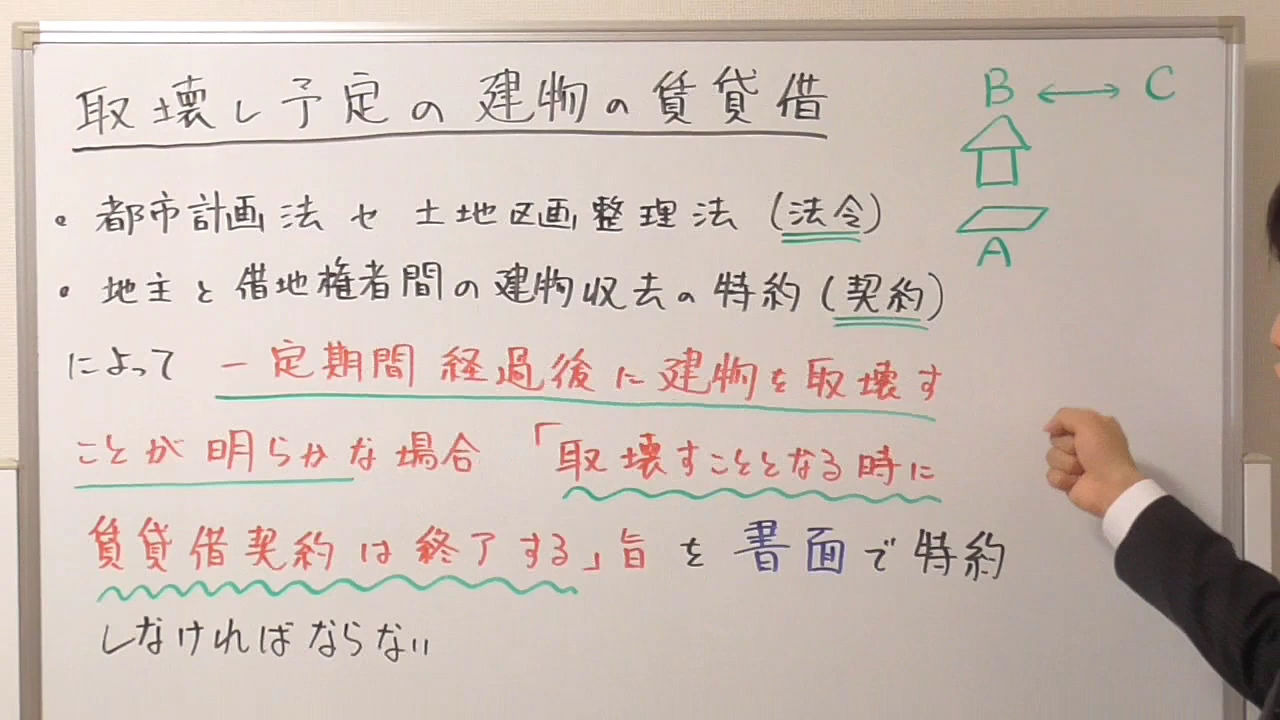 取壊し予定の建物の賃貸借
• 都市計画法や土地区画整理法(法令)
• 地主と借地権者間の建物収去の特約(契約)
によって 一定期間経過後に建物を取壊す
ことが明らかな場合 「取壊すこととなる時に
賃貸借契約は終了する」旨を書面で特約
しなければならない
B ↔ C
A